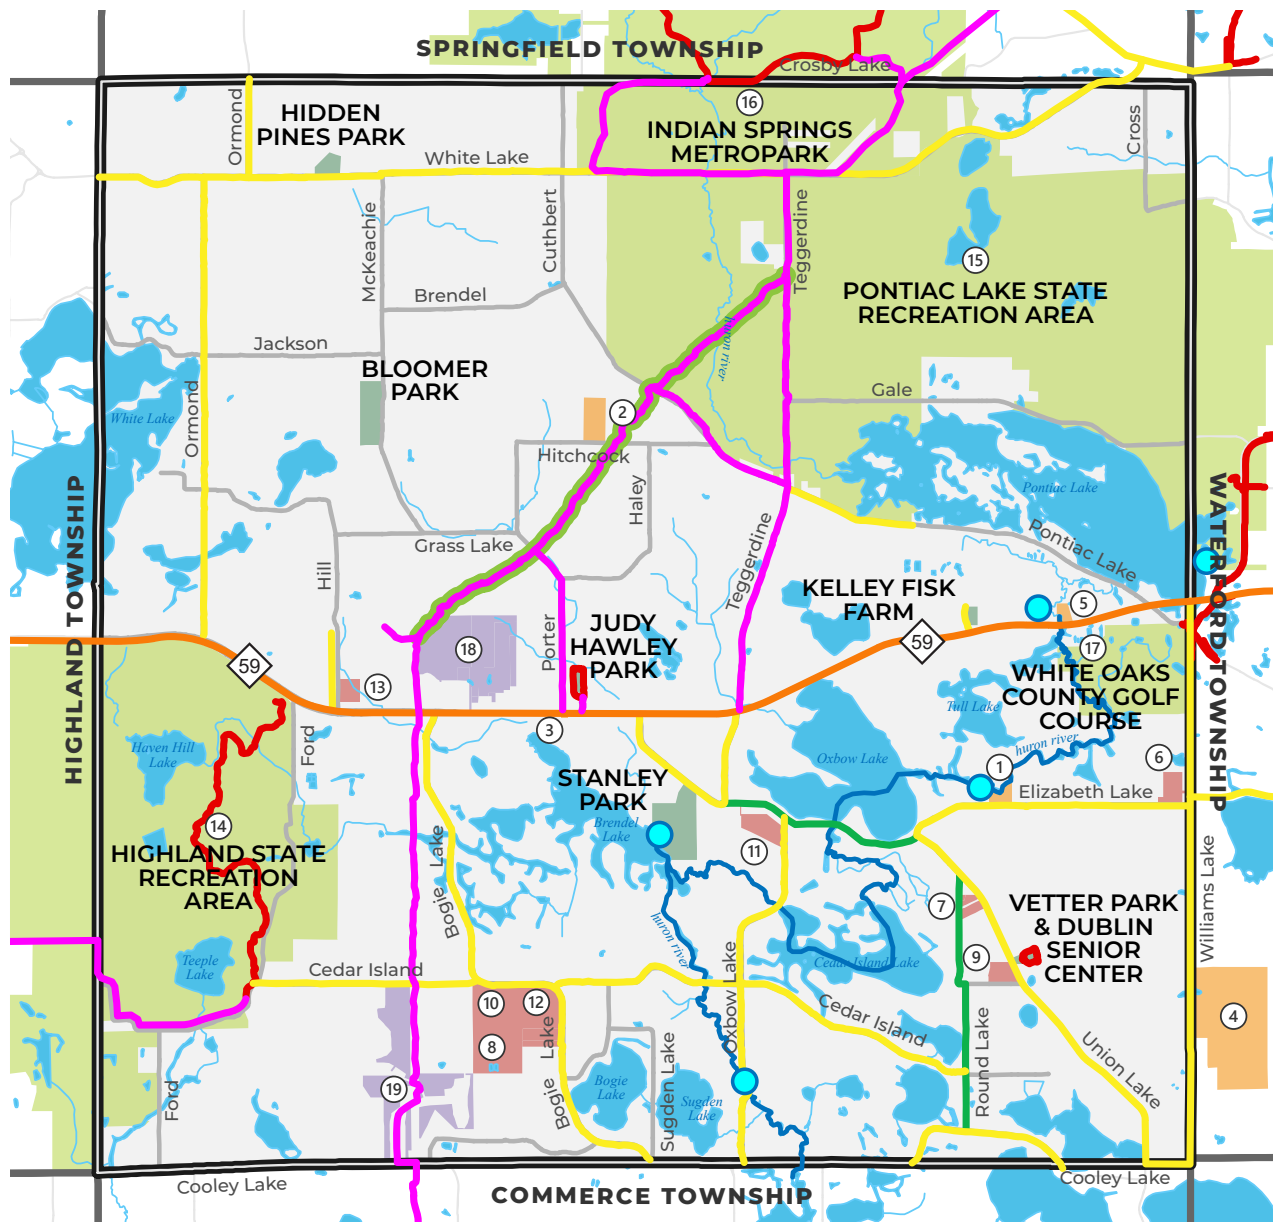 SPRINGFIELD TOWNSHIP
Crosby Lake
16
Ormond
HIDDEN
PINES PARK
INDIAN SPRINGS
METROPARK
Cross
White Lake
McKeachie
Cuthbert
Teggerdine
15
PONTIAC LAKE STATE
RECREATION AREA
Brendel
huron river
Jackson
BLOOMER
PARK
Gale
Ormond
White Lake
2
Hitchcock
Haley
Pontiac Lake
HIGHLAND TOWNSHIP
WATERFORD TOWNSHIP
Grass Lake
Teggerdine
Pontiac Lake
Hill
KELLEY FISK
FARM
5
59
59
Porter
JUDY
HAWLEY
PARK
18
17
WHITE OAKS
COUNTY GOLF
COURSE
13
Tull Lake
3
Ford
Haven Hill
Lake
huron river
Oxbow Lake
1
6
STANLEY
PARK
Elizabeth Lake
Brendel
Lake
14
HIGHLAND STATE
RECREATION
AREA
Bogie Lake
11
Williams Lake
7
VETTER PARK
& DUBLIN
SENIOR
CENTER
huron river
Teeple
Lake
Cedar Island
Oxbow Lake
Cedar Island Lake
9
10
12
Cedar Island
4
8
Bogie Lake
Round Lake
Union Lake
19
Ford
Bogie
Lake
Sugden Lake
Sugden
Lake
Cooley Lake
COMMERCE TOWNSHIP
Cooley Lake